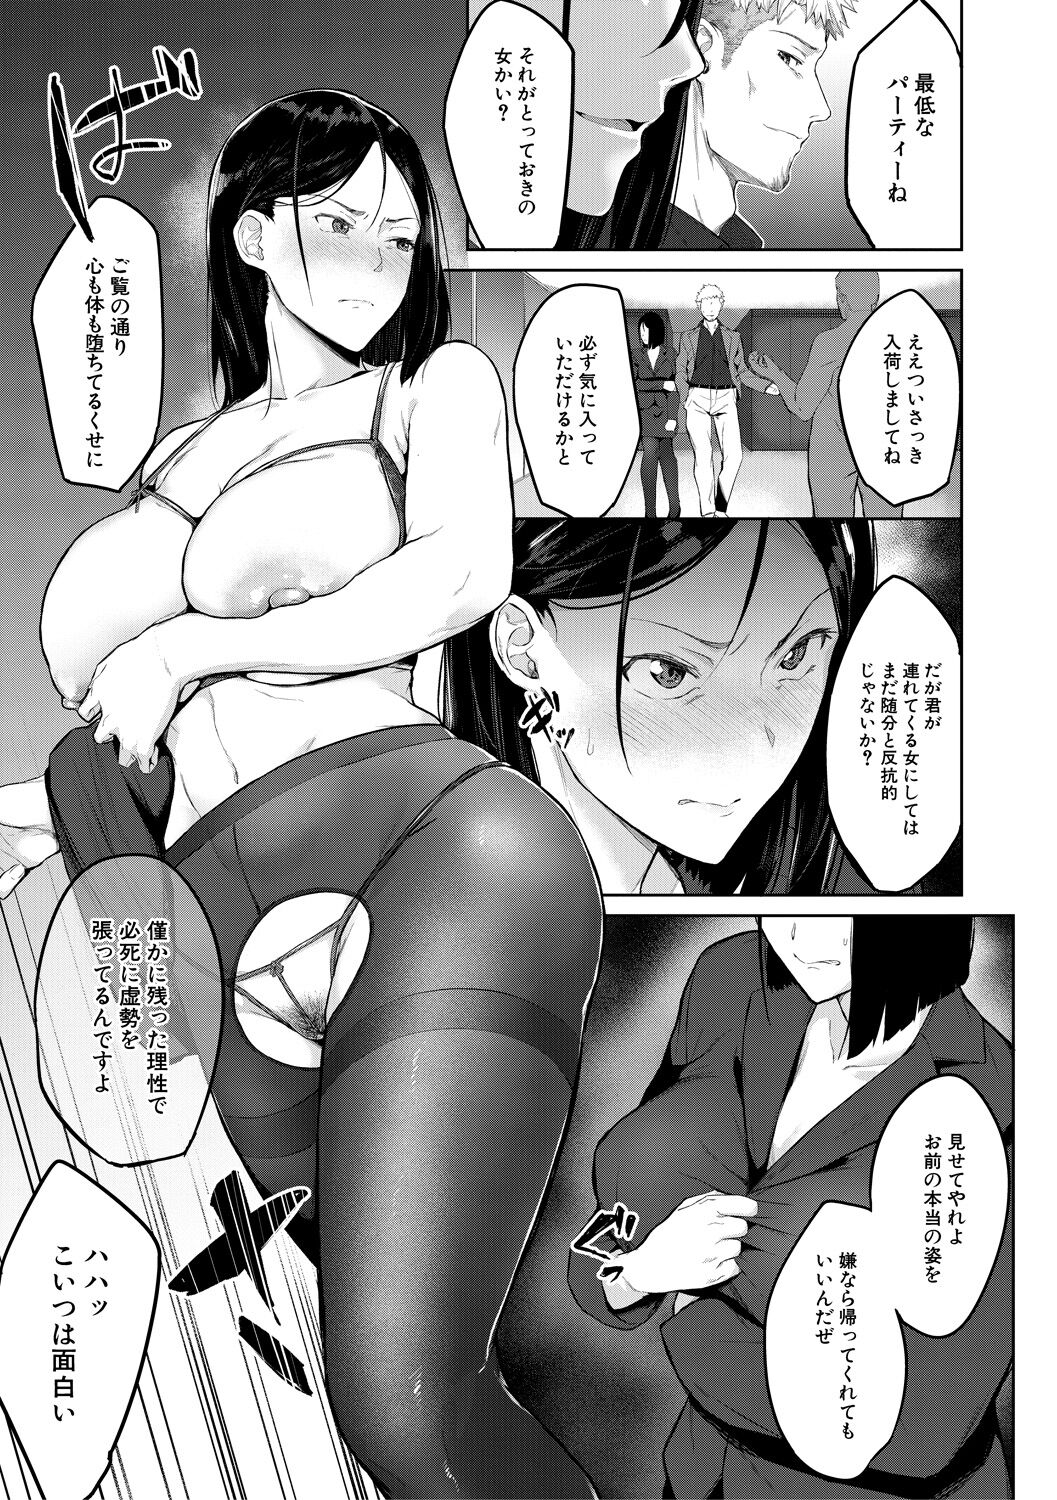 最低な
パーティーね
それがとっておきの
女かい?
ええついさっき
入荷しましてね
必ず気に入って
いただけるかと
だが君が
連れてくる女にしては
まだ随分と反抗的
じゃないか?
ギュッ
見せてやれよ
お前の本当の姿を
嫌なら帰ってくれても
いいんだぜ
ぐっ
ばっ
ご覧の通り
心も体も堕ちてるくせに
僅かに残った理性で
必死に虚勢を
張ってるんですよ
ハハッ
こいつは面白い